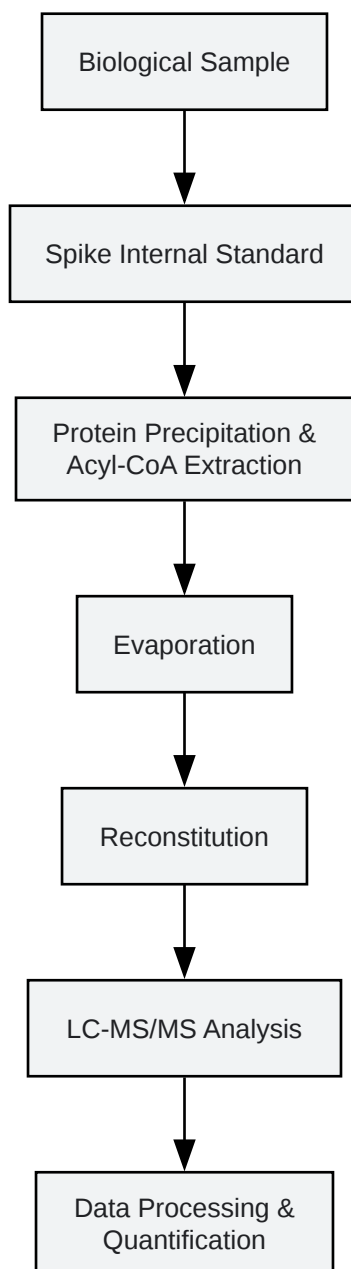 Biological Sample
Spike Internal Standard
Protein Precipitation &
Acyl-CoA Extraction
Evaporation
Reconstitution
LC-MS/MS Analysis
Data Processing &
Quantification